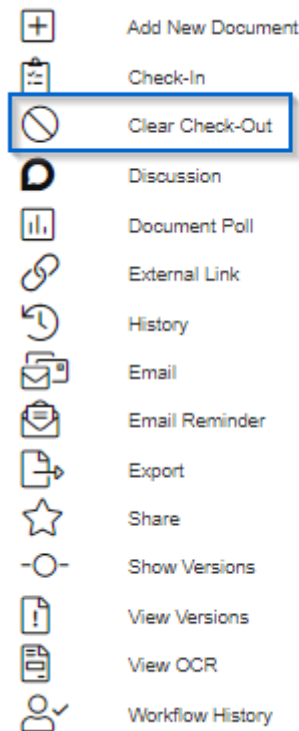 Add New Document
Check-In
Clear Check-Out
Discussion
Document Poll
External Link
History
Email
Email Reminder
Export
Share
Show Versions
View Versions
View OCR
Workflow History